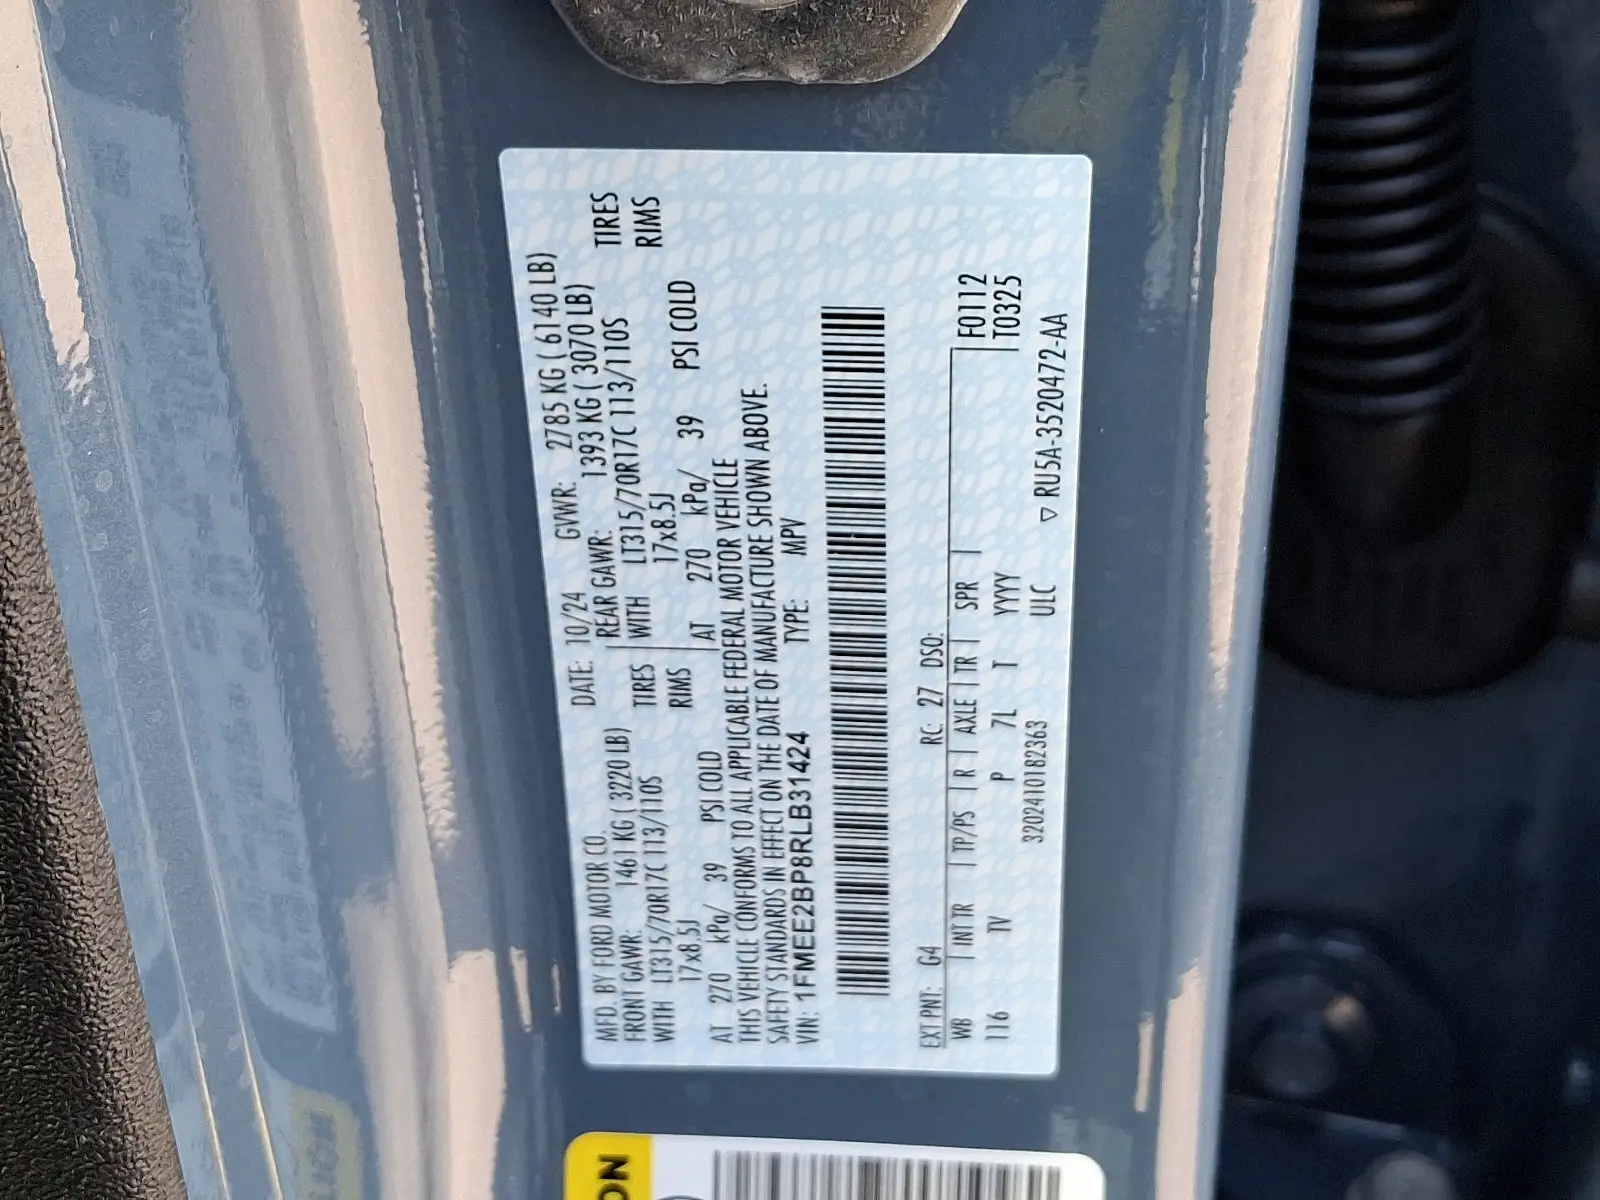 MFD. BY FORD MOTOR CO.
DATE: 10/24 GVWR: 2785 KG ( 6140 LB)
FRONT GAWR: 1461 KG ( 3220 LB)
REAR GAWR: 1393 KG ( 3070 LB)
WITH LT315/70R17C 113/110S TIRES
WITH LT315/70R17C 113/110S TIRES
17x8.5J RIMS
17x8.5J RIMS
AT 270 kPa/ 39 PSI COLD
AT 270 kPa/ 39 PSI COLD
THIS VEHICLE CONFORMS TO ALL APPLICABLE FEDERAL MOTOR VEHICLE
SAFETY STANDARDS IN EFFECT ON THE DATE OF MANUFACTURE SHOWN ABOVE.
VIN: 1FMEE2BP8RLB31424 TYPE: MPV
EXT PNT: G4 RC: 27 DSO:
WB INT TR TP/PS R AXLE TR SPR F0112
116 TV P 7L T YYYY T0325
3202410182363 ULC ▽ RU5A-3520472-AA
ON